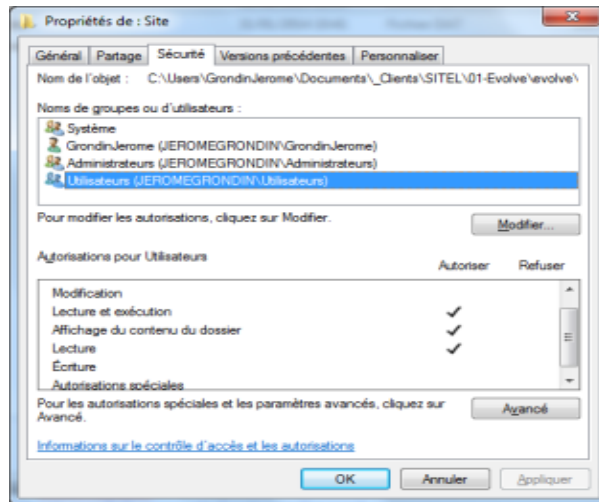 Propriétés de : Site
Général Partage Sécurité Versions précédentes Personnaliser
Nom de l'objet : C:\Users\GrondinJerome\Documents\_Clients\SITEL\01-Evolve\evolve\
Noms de groupes ou d'utilisateurs :
Système
GrondinJerome (JEROMEGRONDIN\GrondinJerome)
Administrateurs (JEROMEGRONDIN\Administrateurs)
Utilisateurs (JEROMEGRONDIN\Utilisateurs)
Pour modifier les autorisations, cliquez sur Modifier.
Modifier...
Autorisations pour Utilisateurs Autoriser Refuser
Modification
Lecture et exécution
Affichage du contenu du dossier
Lecture
Écriture
Autorisations spéciales
Pour les autorisations spéciales et les paramètres avancés, cliquez sur
Avancé.
Avancé
Informations sur le contrôle d'accès et les autorisations
OK Annuler Appliquer